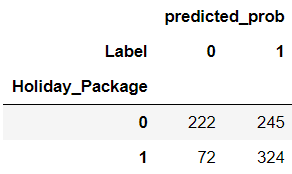 predicted_prob
Label 0 1
Holiday_Package
0 222 245
1 72 324